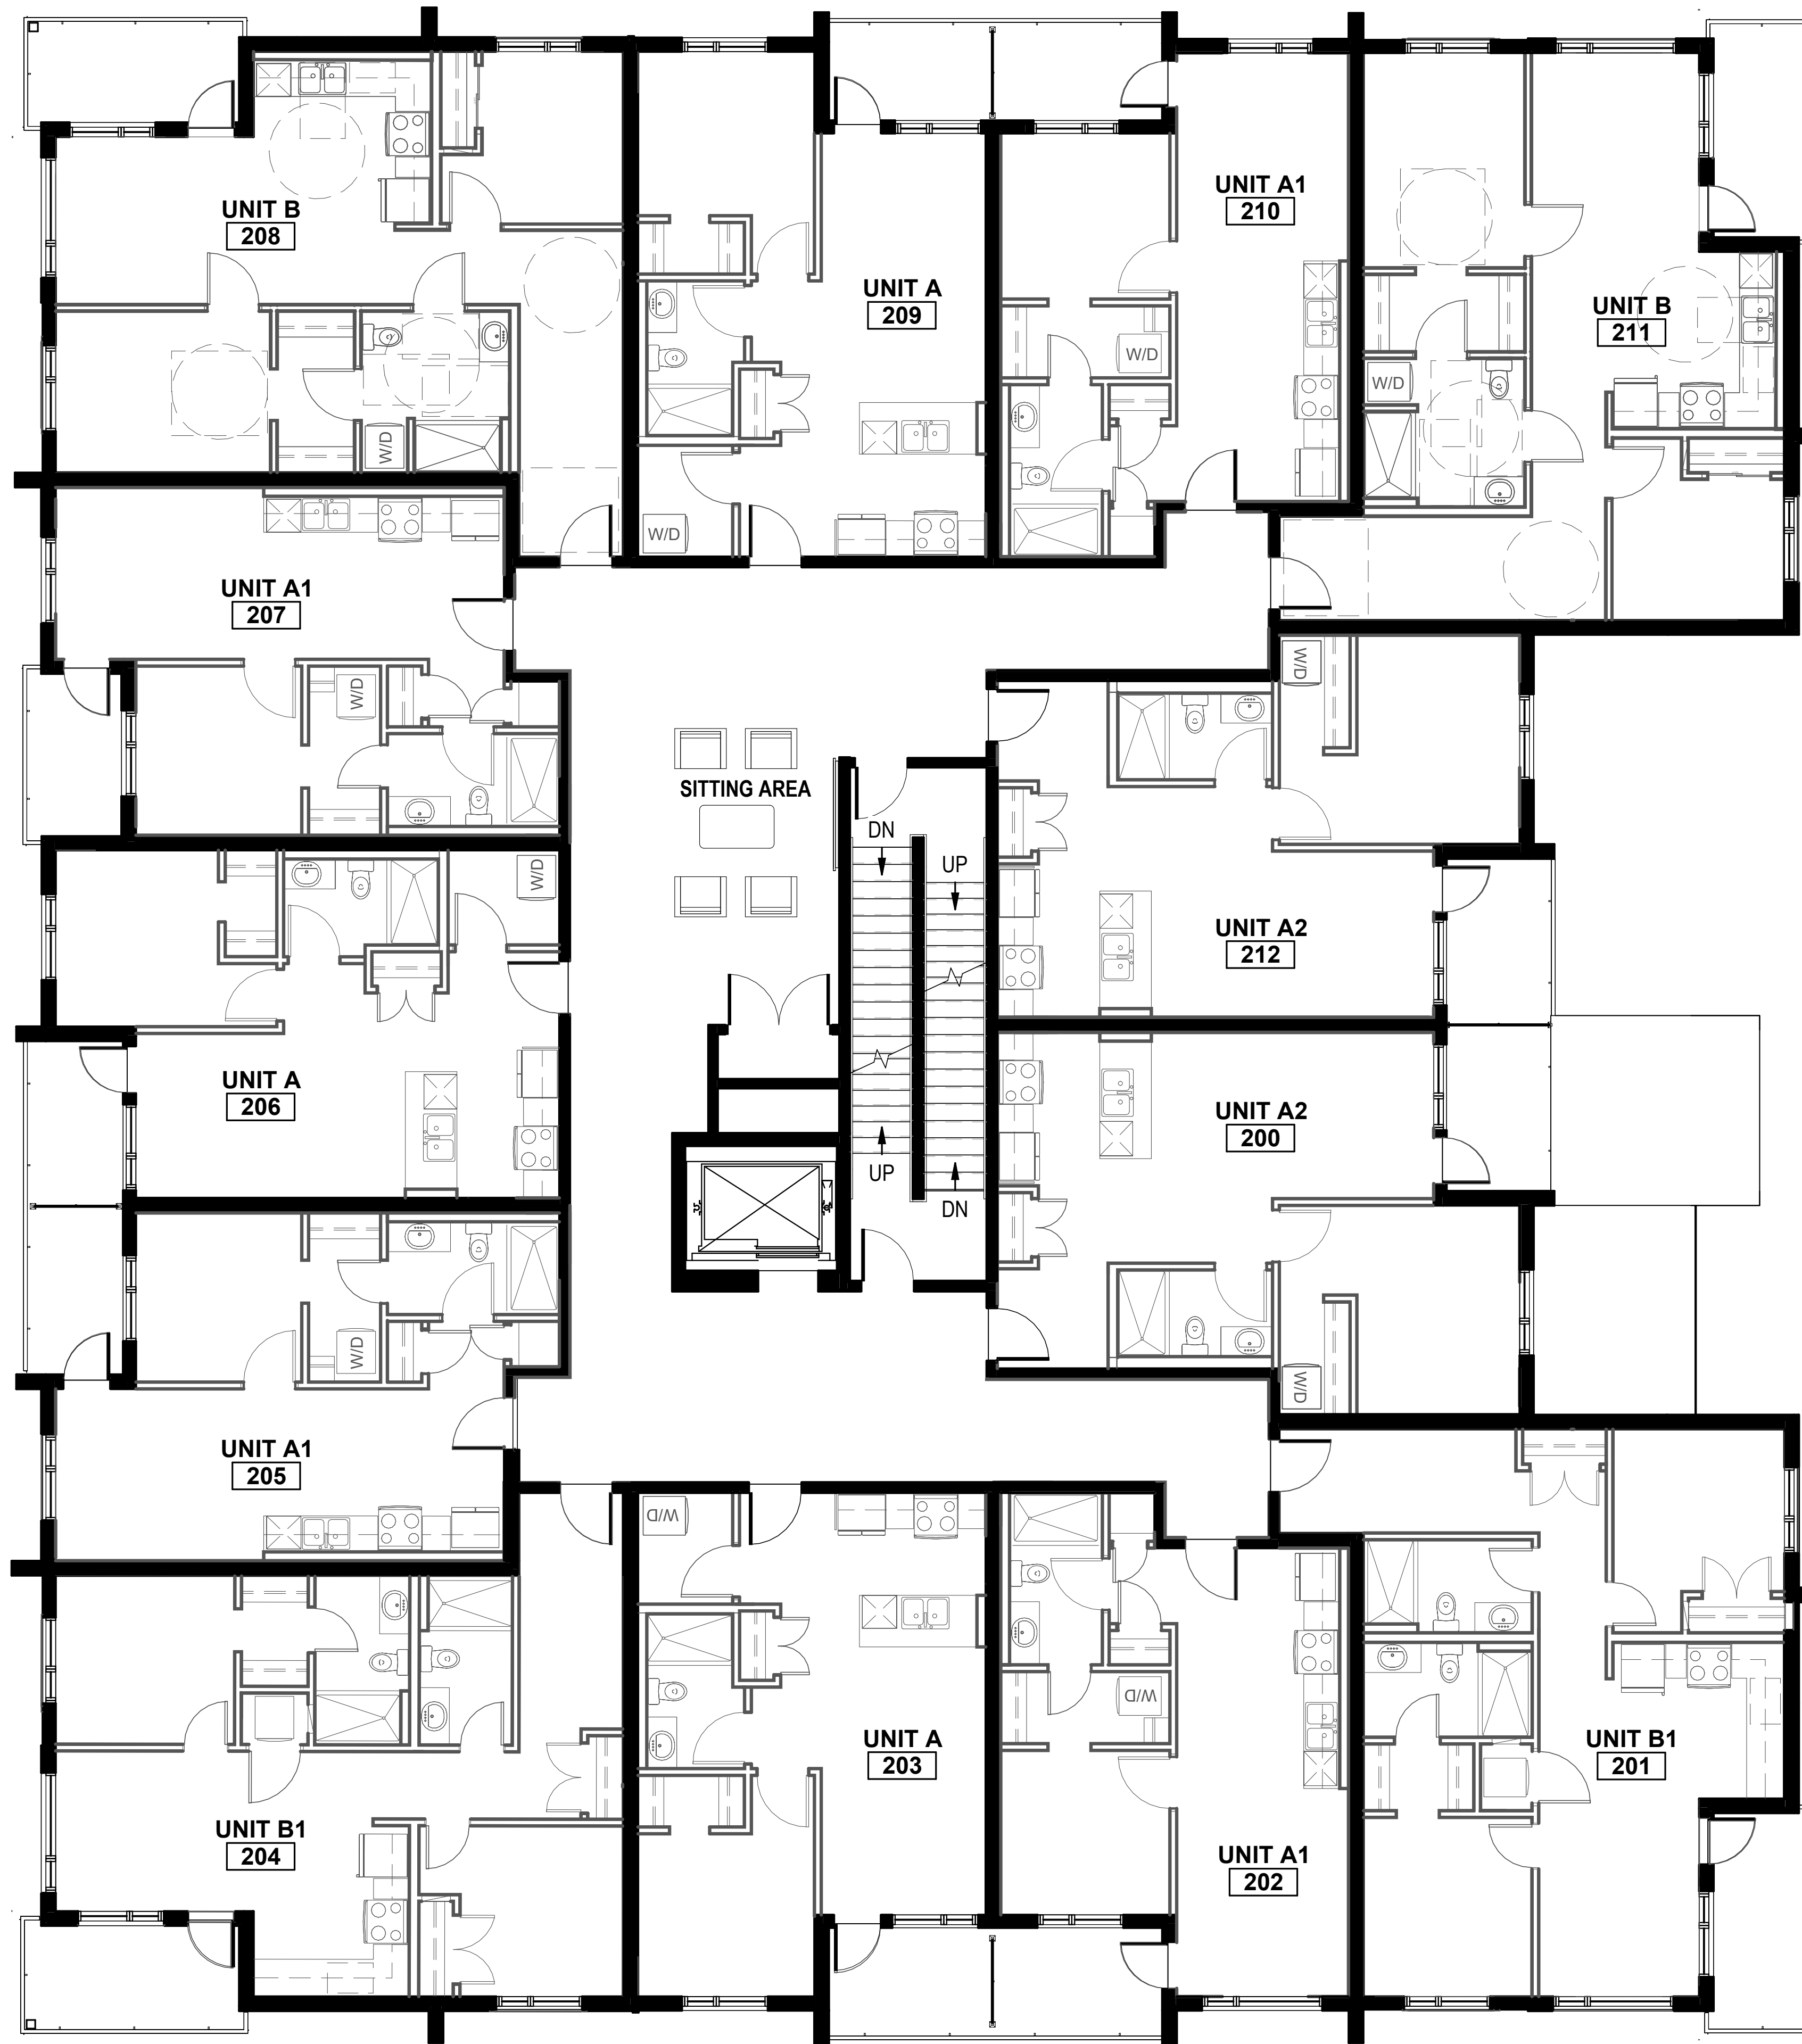 UNIT A1
210
UNIT B
208
UNIT A
209
UNIT B
211
W/D
W/D
W/D
W/D
UNIT A1
207
W/D
W/D
SITTING AREA
DN
UP
W/D
UNIT A2
212
UNIT A
206
UNIT A2
200
UP
DN
W/D
W/D
UNIT A1
205
W/D
W/D
UNIT A
203
UNIT B1
201
UNIT B1
204
UNIT A1
202